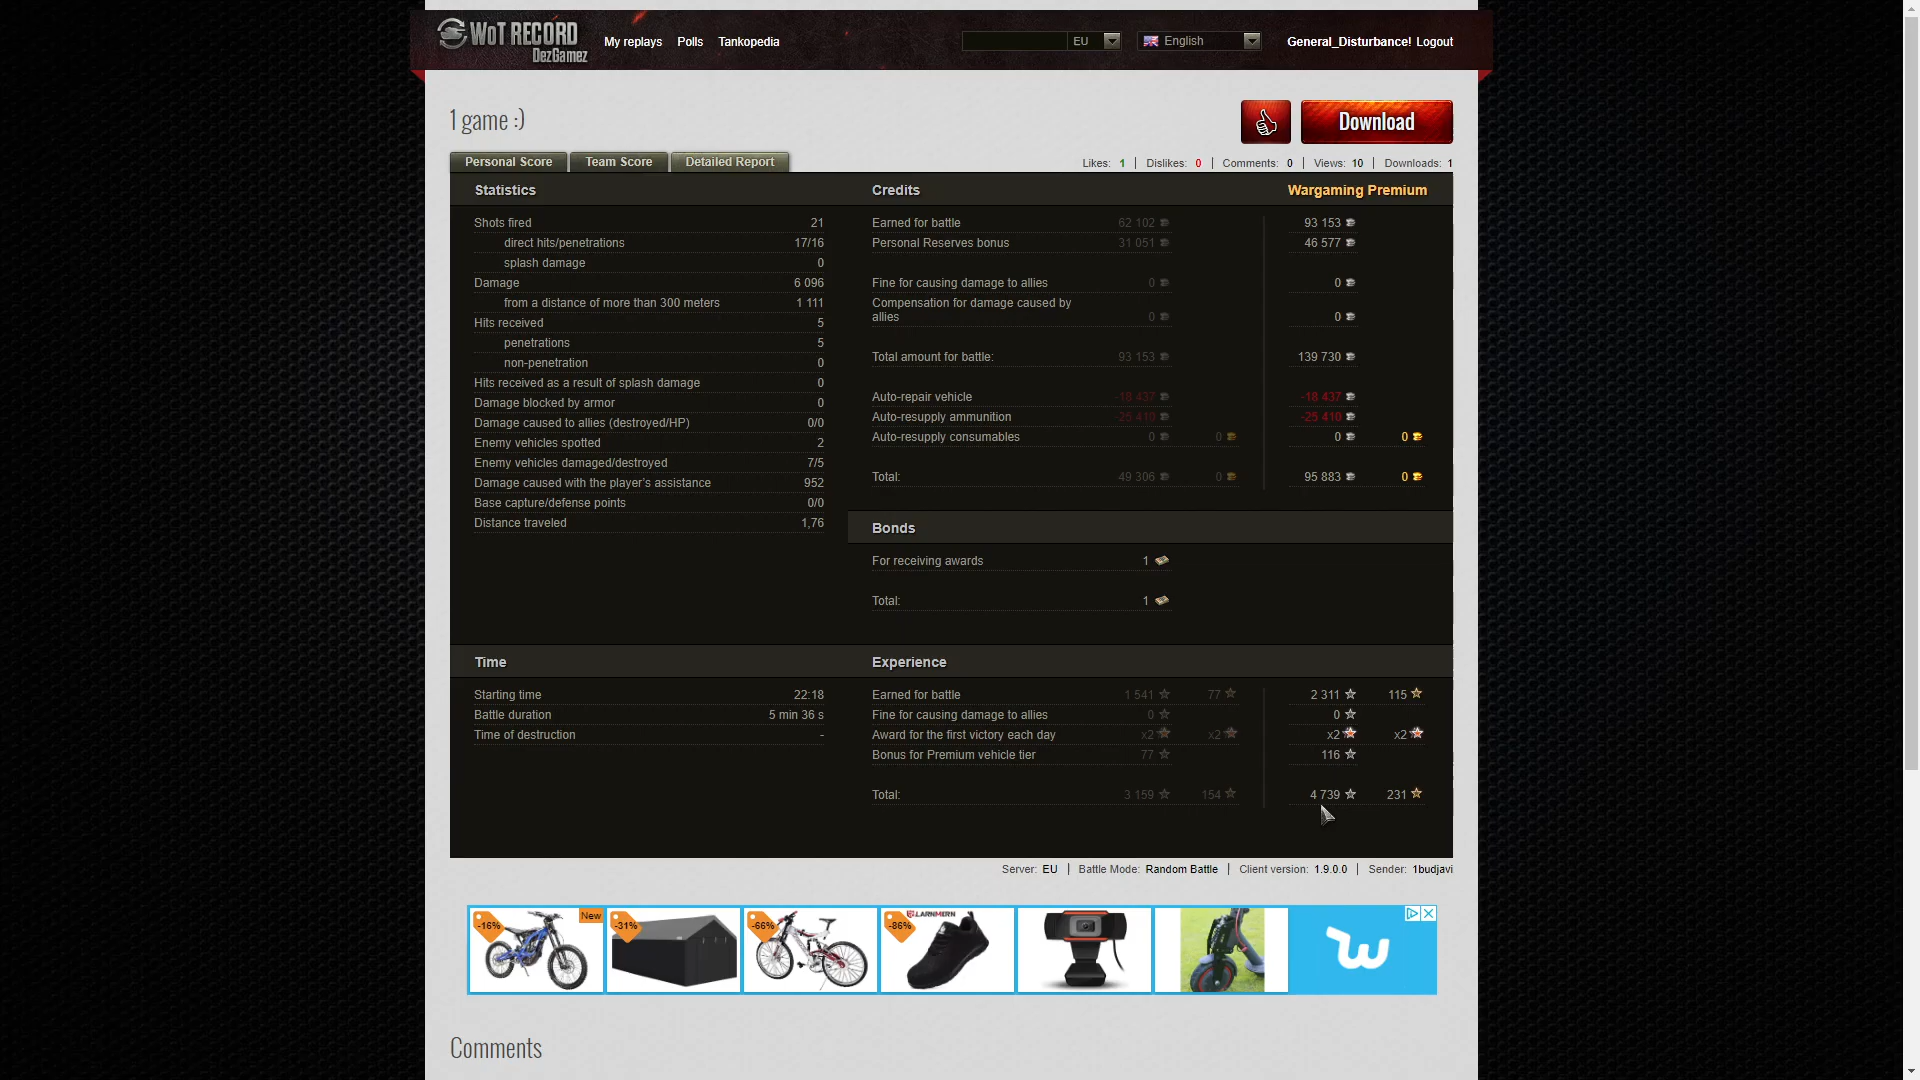 WoT RECORD
DezGamez
My replays Polls Tankopedia
EU
English
General_Disturbance! Logout
1 game :)
Download
Personal Score Team Score Detailed Report
Likes: 1 | Dislikes: 0 | Comments: 0 | Views: 10 | Downloads: 1
Statistics
Shots fired 21
direct hits/penetrations 17/16
splash damage 0
Damage 6 096
from a distance of more than 300 meters 1 111
Hits received 5
penetrations 5
non-penetration 0
Hits received as a result of splash damage 0
Damage blocked by armor 0
Damage caused to allies (destroyed/HP) 0/0
Enemy vehicles spotted 2
Enemy vehicles damaged/destroyed 7/5
Damage caused with the player's assistance 952
Base capture/defense points 0/0
Distance traveled 1,76
Credits Wargaming Premium
Earned for battle 62 102 93 153
Personal Reserves bonus 31 051 46 577
Fine for causing damage to allies 0 0
Compensation for damage caused by
allies 0 0
Total amount for battle: 93 153 139 730
Auto-repair vehicle -18 437 -18 437
Auto-resupply ammunition -25 410 -25 410
Auto-resupply consumables 0 0 0 0
Total: 49 306 0 95 883 0
Bonds
For receiving awards 1
Total: 1
Time
Starting time 22:18
Battle duration 5 min 36 s
Time of destruction -
Experience
Earned for battle 1 541 77 2 311 115
Fine for causing damage to allies 0 0
Award for the first victory each day x2 x2 x2 x2
Bonus for Premium vehicle tier 77 116
Total: 3 159 154 4 739 231
Server: EU | Battle Mode: Random Battle | Client version: 1.9.0.0 | Sender: 1budjavi
-16% New -31% -66% -86% LARNMERN
Comments